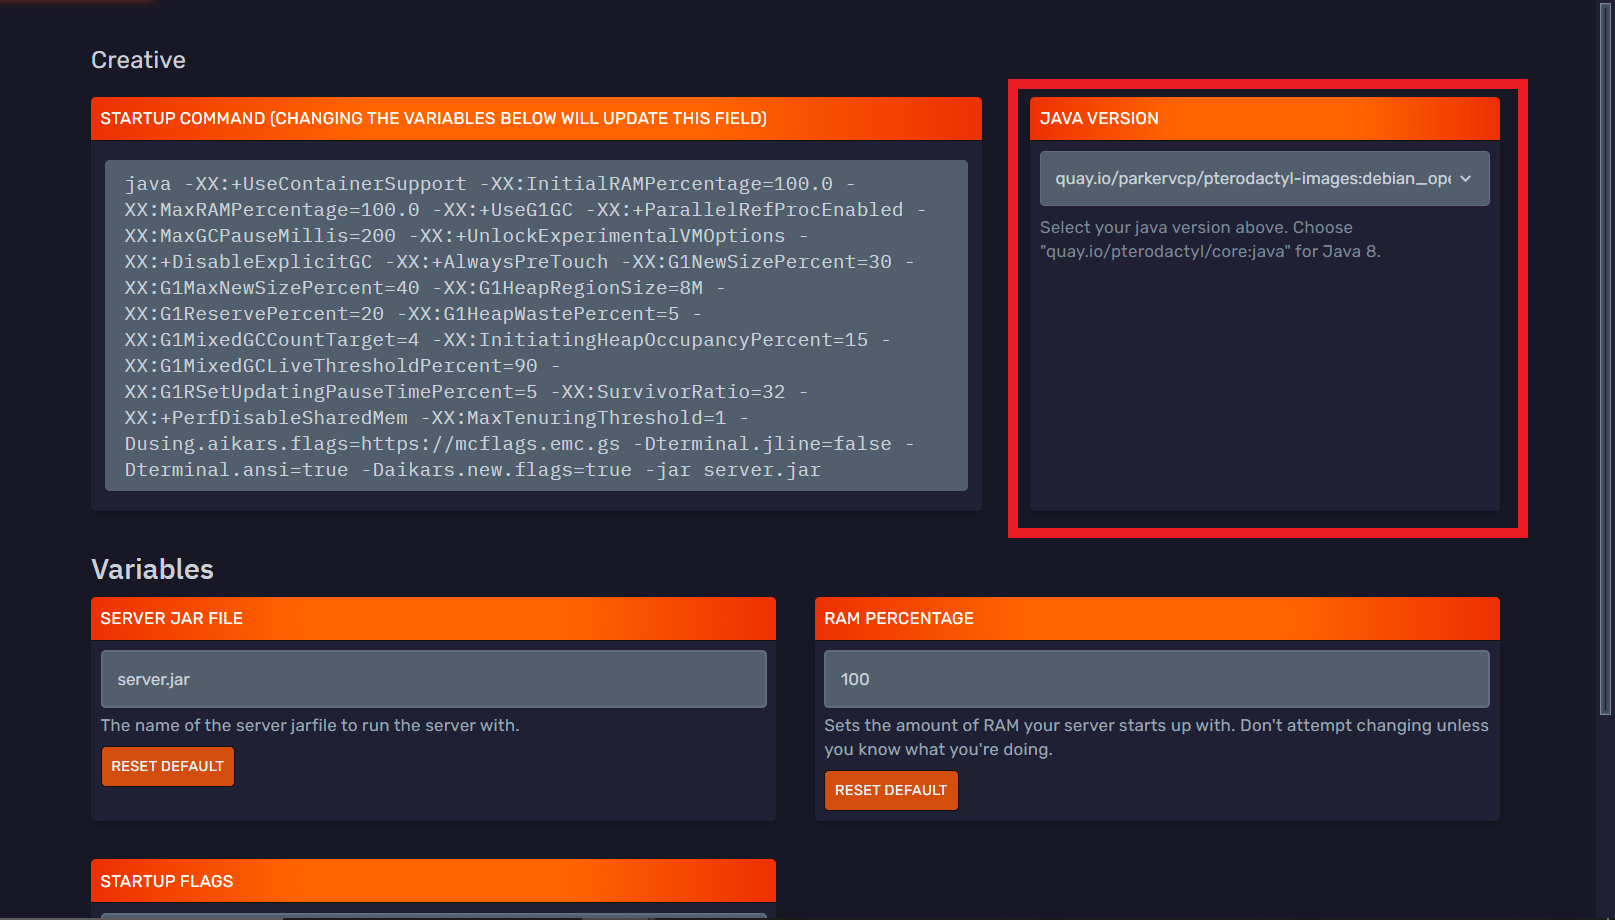 Creative
STARTUP COMMAND (CHANGING THE VARIABLES BELOW WILL UPDATE THIS FIELD)
java -XX:+UseContainerSupport -XX:InitialRAMPercentage=100.0 -
XX:MaxRAMPercentage=100.0 -XX:+UseG1GC -XX:+ParallelRefProcEnabled -
XX:MaxGCPauseMillis=200 -XX:+UnlockExperimentalVMOptions -
XX:+DisableExplicitGC -XX:+AlwaysPreTouch -XX:G1NewSizePercent=30 -
XX:G1MaxNewSizePercent=40 -XX:G1HeapRegionSize=8M -
XX:G1ReservePercent=20 -XX:G1HeapWastePercent=5 -
XX:G1MixedGCCountTarget=4 -XX:InitiatingHeapOccupancyPercent=15 -
XX:G1MixedGCLiveThresholdPercent=90 -
XX:G1RSetUpdatingPauseTimePercent=5 -XX:SurvivorRatio=32 -
XX:+PerfDisableSharedMem -XX:MaxTenuringThreshold=1 -
Dusing.aikars.flags=https://mcflags.emc.gs -Dterminal.jline=false -
Dterminal.ansi=true -Daikars.new.flags=true -jar server.jar
JAVA VERSION
quay.io/parkervcp/pterodactyl-images:debian_ope
Select your java version above. Choose
"quay.io/pterodactyl/core:java" for Java 8.
Variables
SERVER JAR FILE
server.jar
The name of the server jarfile to run the server with.
RESET DEFAULT
RAM PERCENTAGE
100
Sets the amount of RAM your server starts up with. Don't attempt changing unless
you know what you're doing.
RESET DEFAULT
STARTUP FLAGS